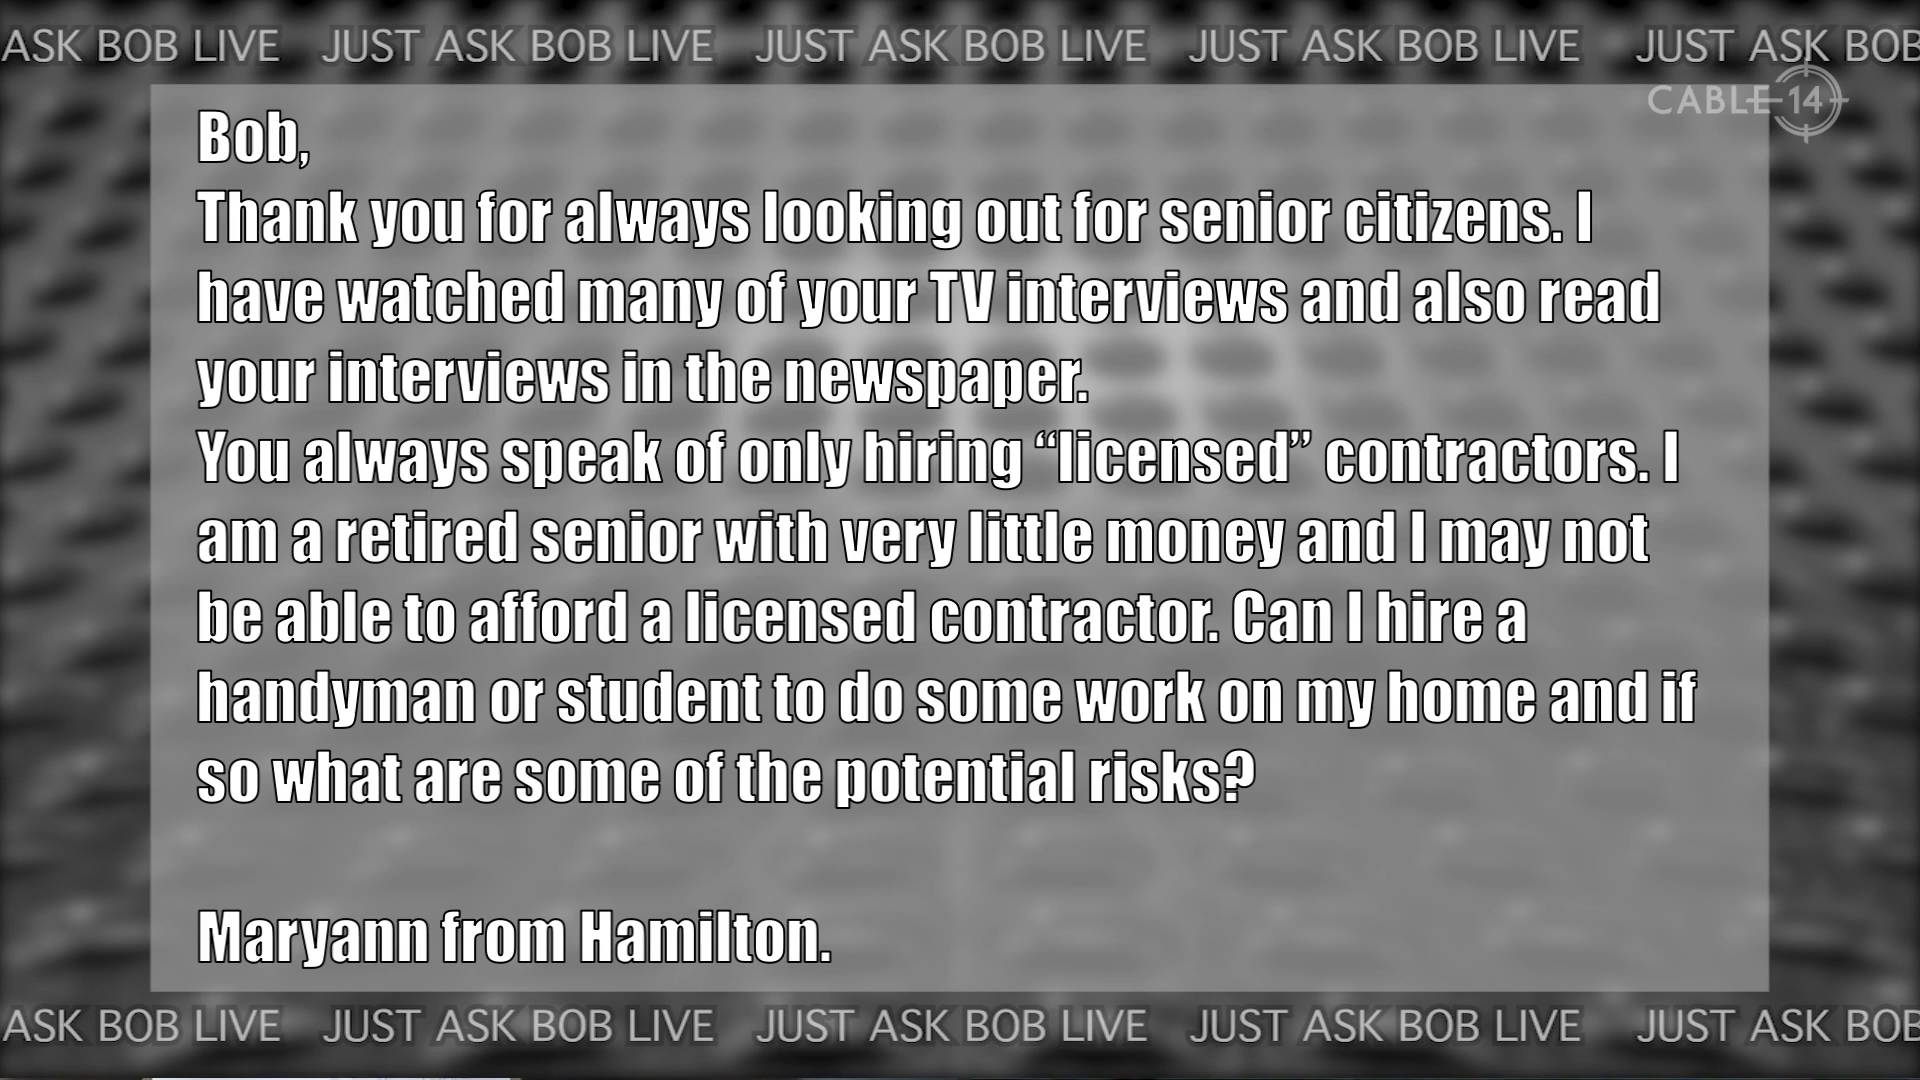 ASK BOB LIVE JUST ASK BOB LIVE JUST ASK BOB LIVE JUST ASK BOB LIVE JUST ASK BOB
CABLE 14
Bob,
Thank you for always looking out for senior citizens. I
have watched many of your TV interviews and also read
your interviews in the newspaper.
You always speak of only hiring “licensed” contractors. I
am a retired senior with very little money and I may not
be able to afford a licensed contractor. Can I hire a
handyman or student to do some work on my home and if
so what are some of the potential risks?
Maryann from Hamilton.
ASK BOB LIVE JUST ASK BOB LIVE JUST ASK BOB LIVE JUST ASK BOB LIVE JUST ASK BOB